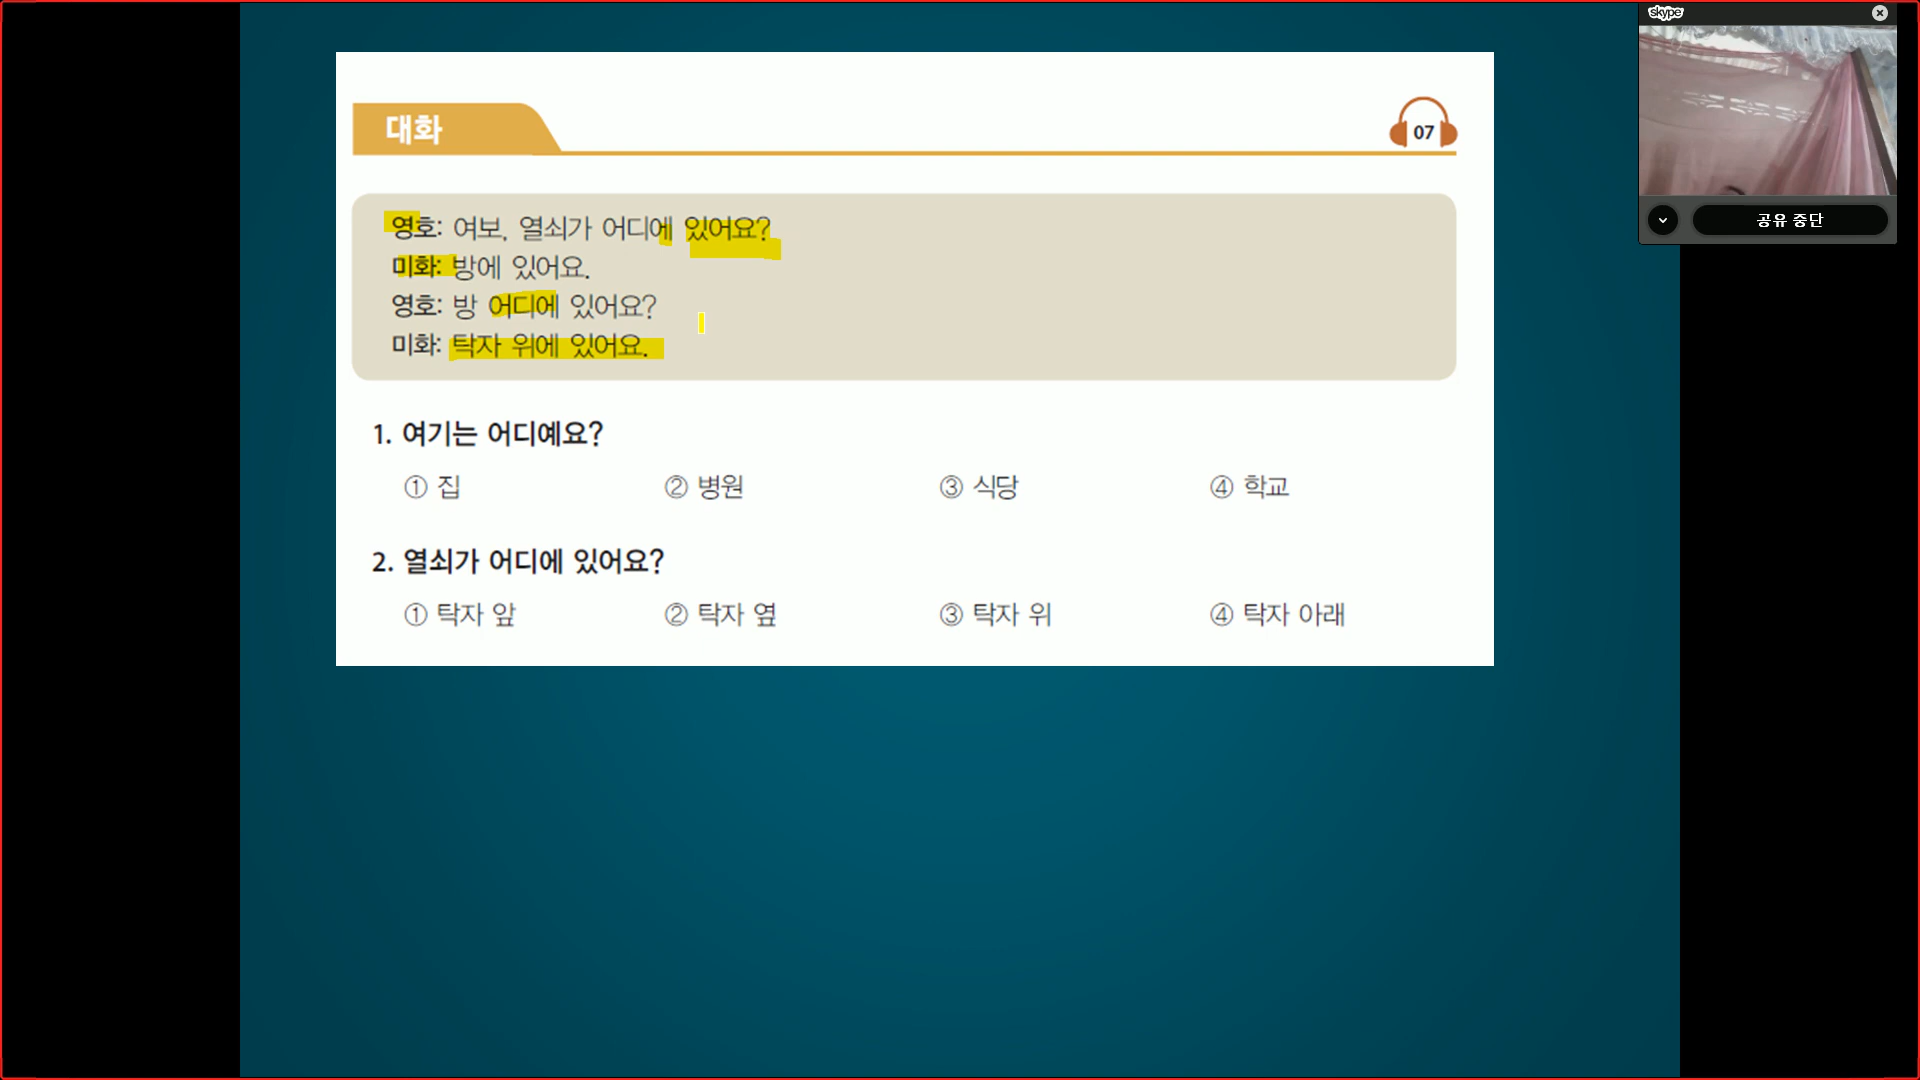 skype
공유 중단
대화
07
영호: 여보, 열쇠가 어디에 있어요?
미화: 방에 있어요.
영호: 방 어디에 있어요?
미화: 탁자 위에 있어요.
1. 여기는 어디예요?
① 집 ② 병원 ③ 식당 ④ 학교
2. 열쇠가 어디에 있어요?
① 탁자 앞 ② 탁자 옆 ③ 탁자 위 ④ 탁자 아래